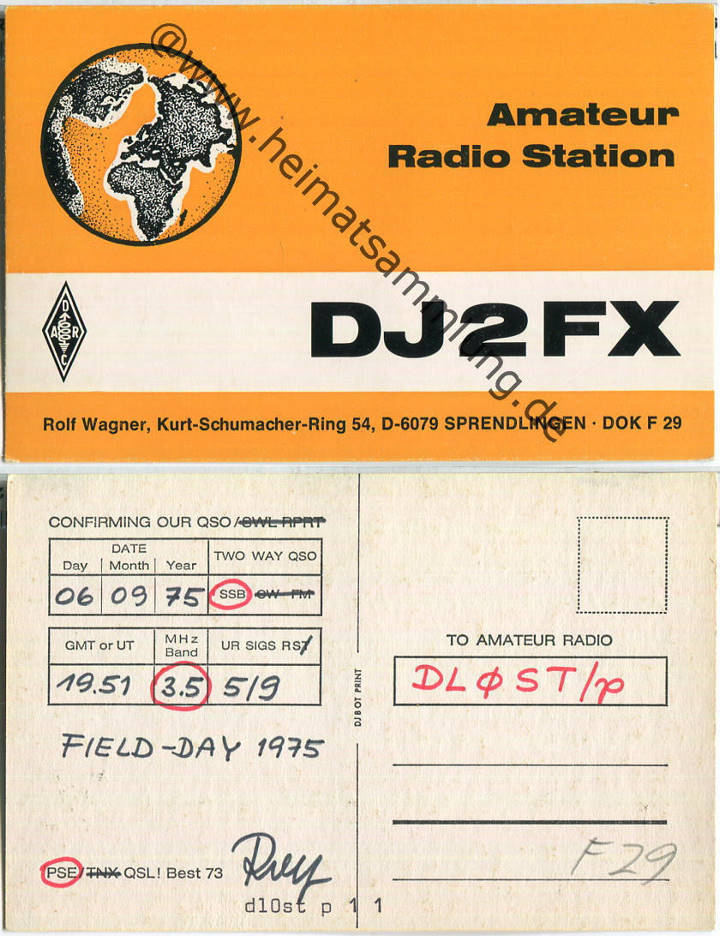 @www.heimatsammlung.de
Amateur
Radio Station
D
A R
C
DJ2FX
Rolf Wagner, Kurt-Schumacher-Ring 54, D-6079 SPRENDLINGEN · DOK F 29
CONFIRMING OUR QSO/SWL-RPRT
DATE
Day Month Year TWO WAY QSO
06 09 75 SSB CW FM
GMT or UT MHz Band UR SIGS RST
19.51 3.5 5/9
FIELD-DAY 1975
DJ BOT PRINT
TO AMATEUR RADIO
DLØST/p
F29
PSE/TNX QSL! Best 73
dl0st p 1 1